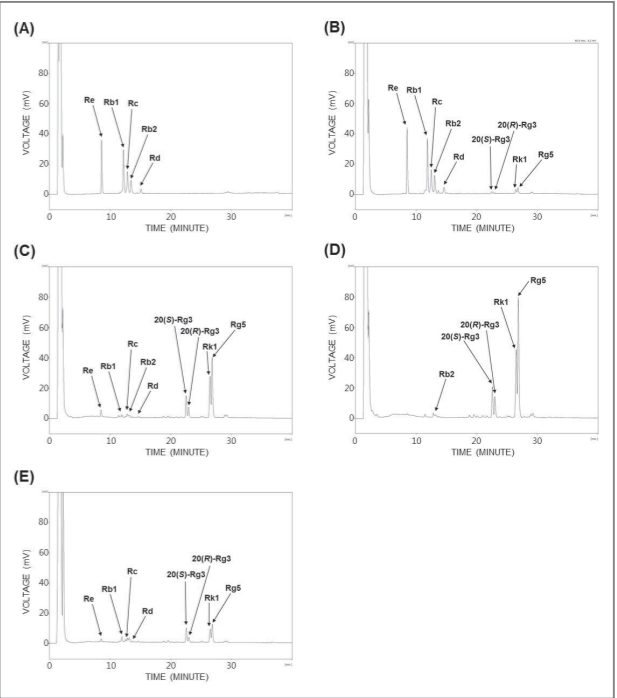 (A)
80
60
40
20
0
VOLTAGE (mV)
Re
Rb1
Rc
Rb2
Rd
0
10
20
30
TIME (MINUTE)
(B)
80
60
40
20
0
VOLTAGE (mV)
Re
Rb1
Rc
Rb2
Rd
20(R)-Rg3
20(S)-Rg3
Rk1
Rg5
0
10
20
30
TIME (MINUTE)
(C)
80
60
40
20
0
VOLTAGE (mV)
Re
Rb1
Rc
Rb2
Rd
20(S)-Rg3
20(R)-Rg3
Rk1
Rg5
0
10
20
30
TIME (MINUTE)
(D)
80
60
40
20
0
VOLTAGE (mV)
Rb2
20(R)-Rg3
20(S)-Rg3
Rk1
Rg5
0
10
20
30
TIME (MINUTE)
(E)
80
60
40
20
0
VOLTAGE (mV)
Re
Rb1
Rc
Rd
20(R)-Rg3
20(S)-Rg3
Rk1
Rg5
0
10
20
30
TIME (MINUTE)